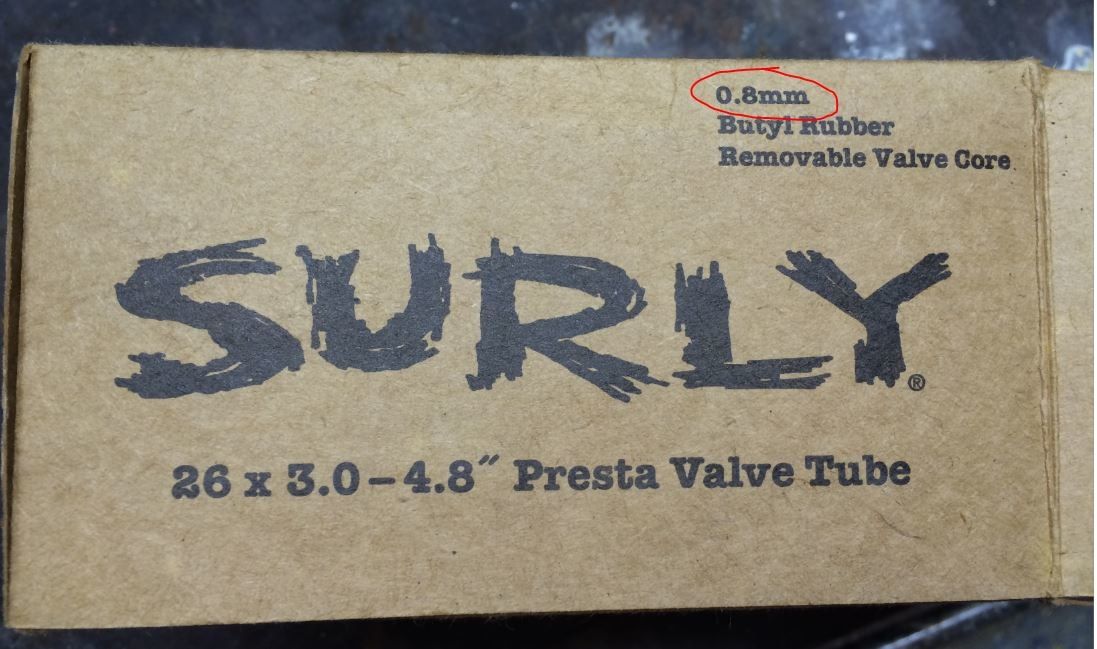 0.8mm
Butyl Rubber
Removable Valve Core
SURLY®
26 x 3.0-4.8″ Presta Valve Tube